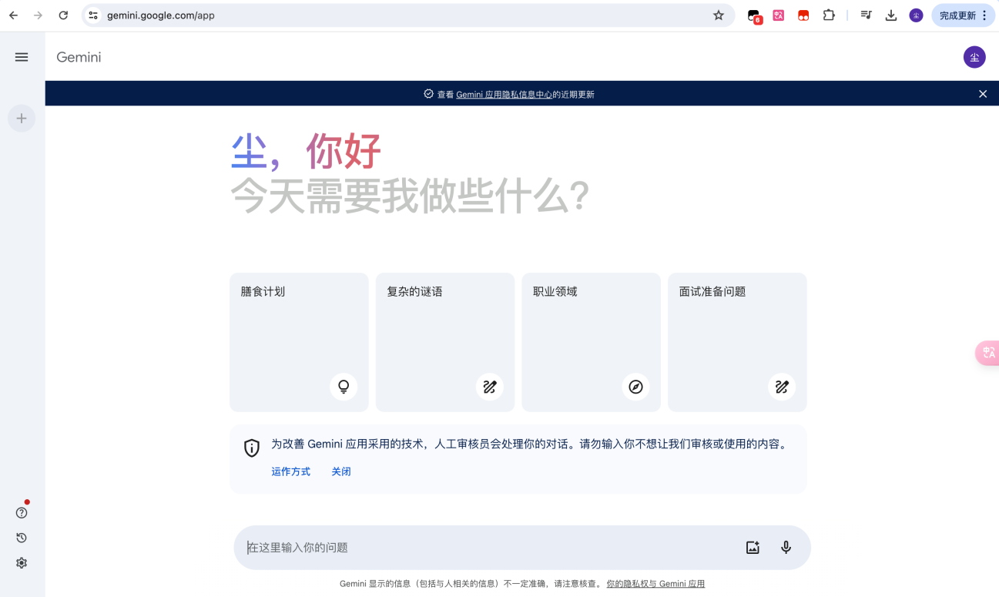 gemini.google.com/app
6
尘
完成更新
Gemini
尘
查看 Gemini 应用隐私信息中心的近期更新
尘，你好
今天需要我做些什么？
膳食计划
复杂的谜语
职业领域
面试准备问题
为改善 Gemini 应用采用的技术，人工审核员会处理你的对话。请勿输入你不想让我们审核或使用的内容。
运作方式 关闭
在这里输入你的问题
Gemini 显示的信息（包括与人相关的信息）不一定准确，请注意核查。 你的隐私权与 Gemini 应用